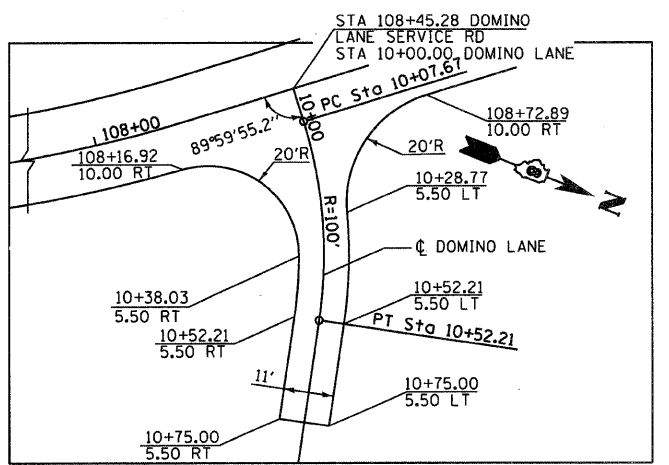 STA 108+45.28 DOMINO
LANE SERVICE RD
STA 10+00.00 DOMINO LANE
PC Sta 10+07.67
10+00
108+00
89°59'55.2"
108+72.89
10.00 RT
108+16.92
10.00 RT
20'R
20'R
10+28.77
5.50 LT
N
R=100'
℄ DOMINO LANE
10+38.03
5.50 RT
10+52.21
5.50 LT
10+52.21
5.50 RT
PT Sta 10+52.21
11'
10+75.00
5.50 LT
10+75.00
5.50 RT